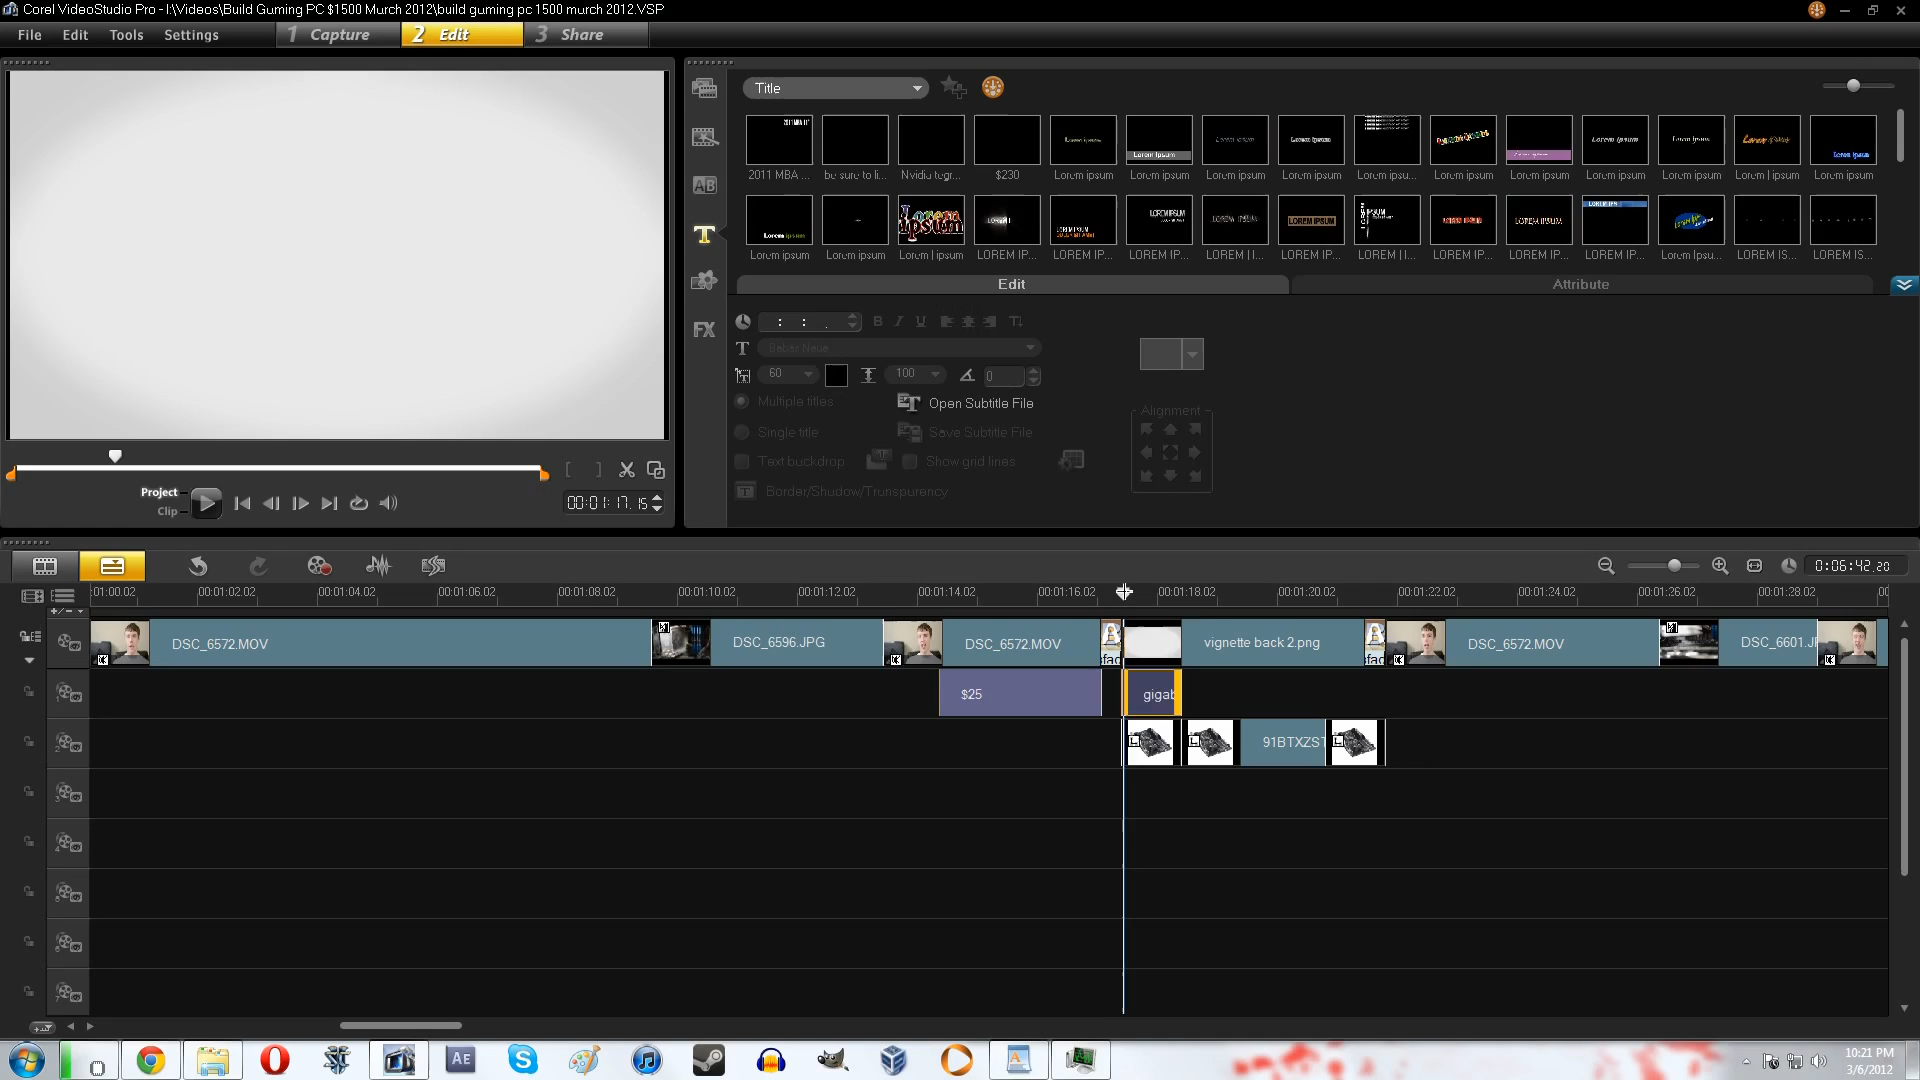 Corel VideoStudio Pro - I:\Videos\Build Gaming PC $1500 March 2012\build gaming pc 1500 march 2012.VSP
File Edit Tools Settings 1 Capture 2 Edit 3 Share
Title
2011 MBA ... be sure to li... Nvidia tegr... $230 Lorem ipsum Lorem ipsum Lorem ipsum Lorem ipsum Lorem ipsu... Lorem ipsum Lorem ipsum Lorem ipsum Lorem ipsum Lorem | ipsum Lorem ipsum
Lorem ipsum Lorem ipsum Lorem | ipsum LOREM IP... LOREM IP... LOREM IP... LOREM | I... LOREM IP... LOREM | I... LOREM IP... LOREM IP... LOREM IP... Lorem Ipsu... LOREM IS... LOREM IS...
Edit Attribute
: : .
B I U
Bebas Neue
60 100 0
Multiple titles Open Subtitle File
Single title Save Subtitle File
Text backdrop Show grid lines
Border/Shadow/Transparency
Alignment
Project
Clip
00:01:17.15
0:06:42.20
:01:00.02 00:01:02.02 00:01:04.02 00:01:06.02 00:01:08.02 00:01:10.02 00:01:12.02 00:01:14.02 00:01:16.02 00:01:18.02 00:01:20.02 00:01:22.02 00:01:24.02 00:01:26.02 00:01:28.02 00
DSC_6572.MOV DSC_6596.JPG DSC_6572.MOV vignette back 2.png DSC_6572.MOV DSC_6601.JP
$25 gigab
91BTXZST
10:21 PM
3/6/2012